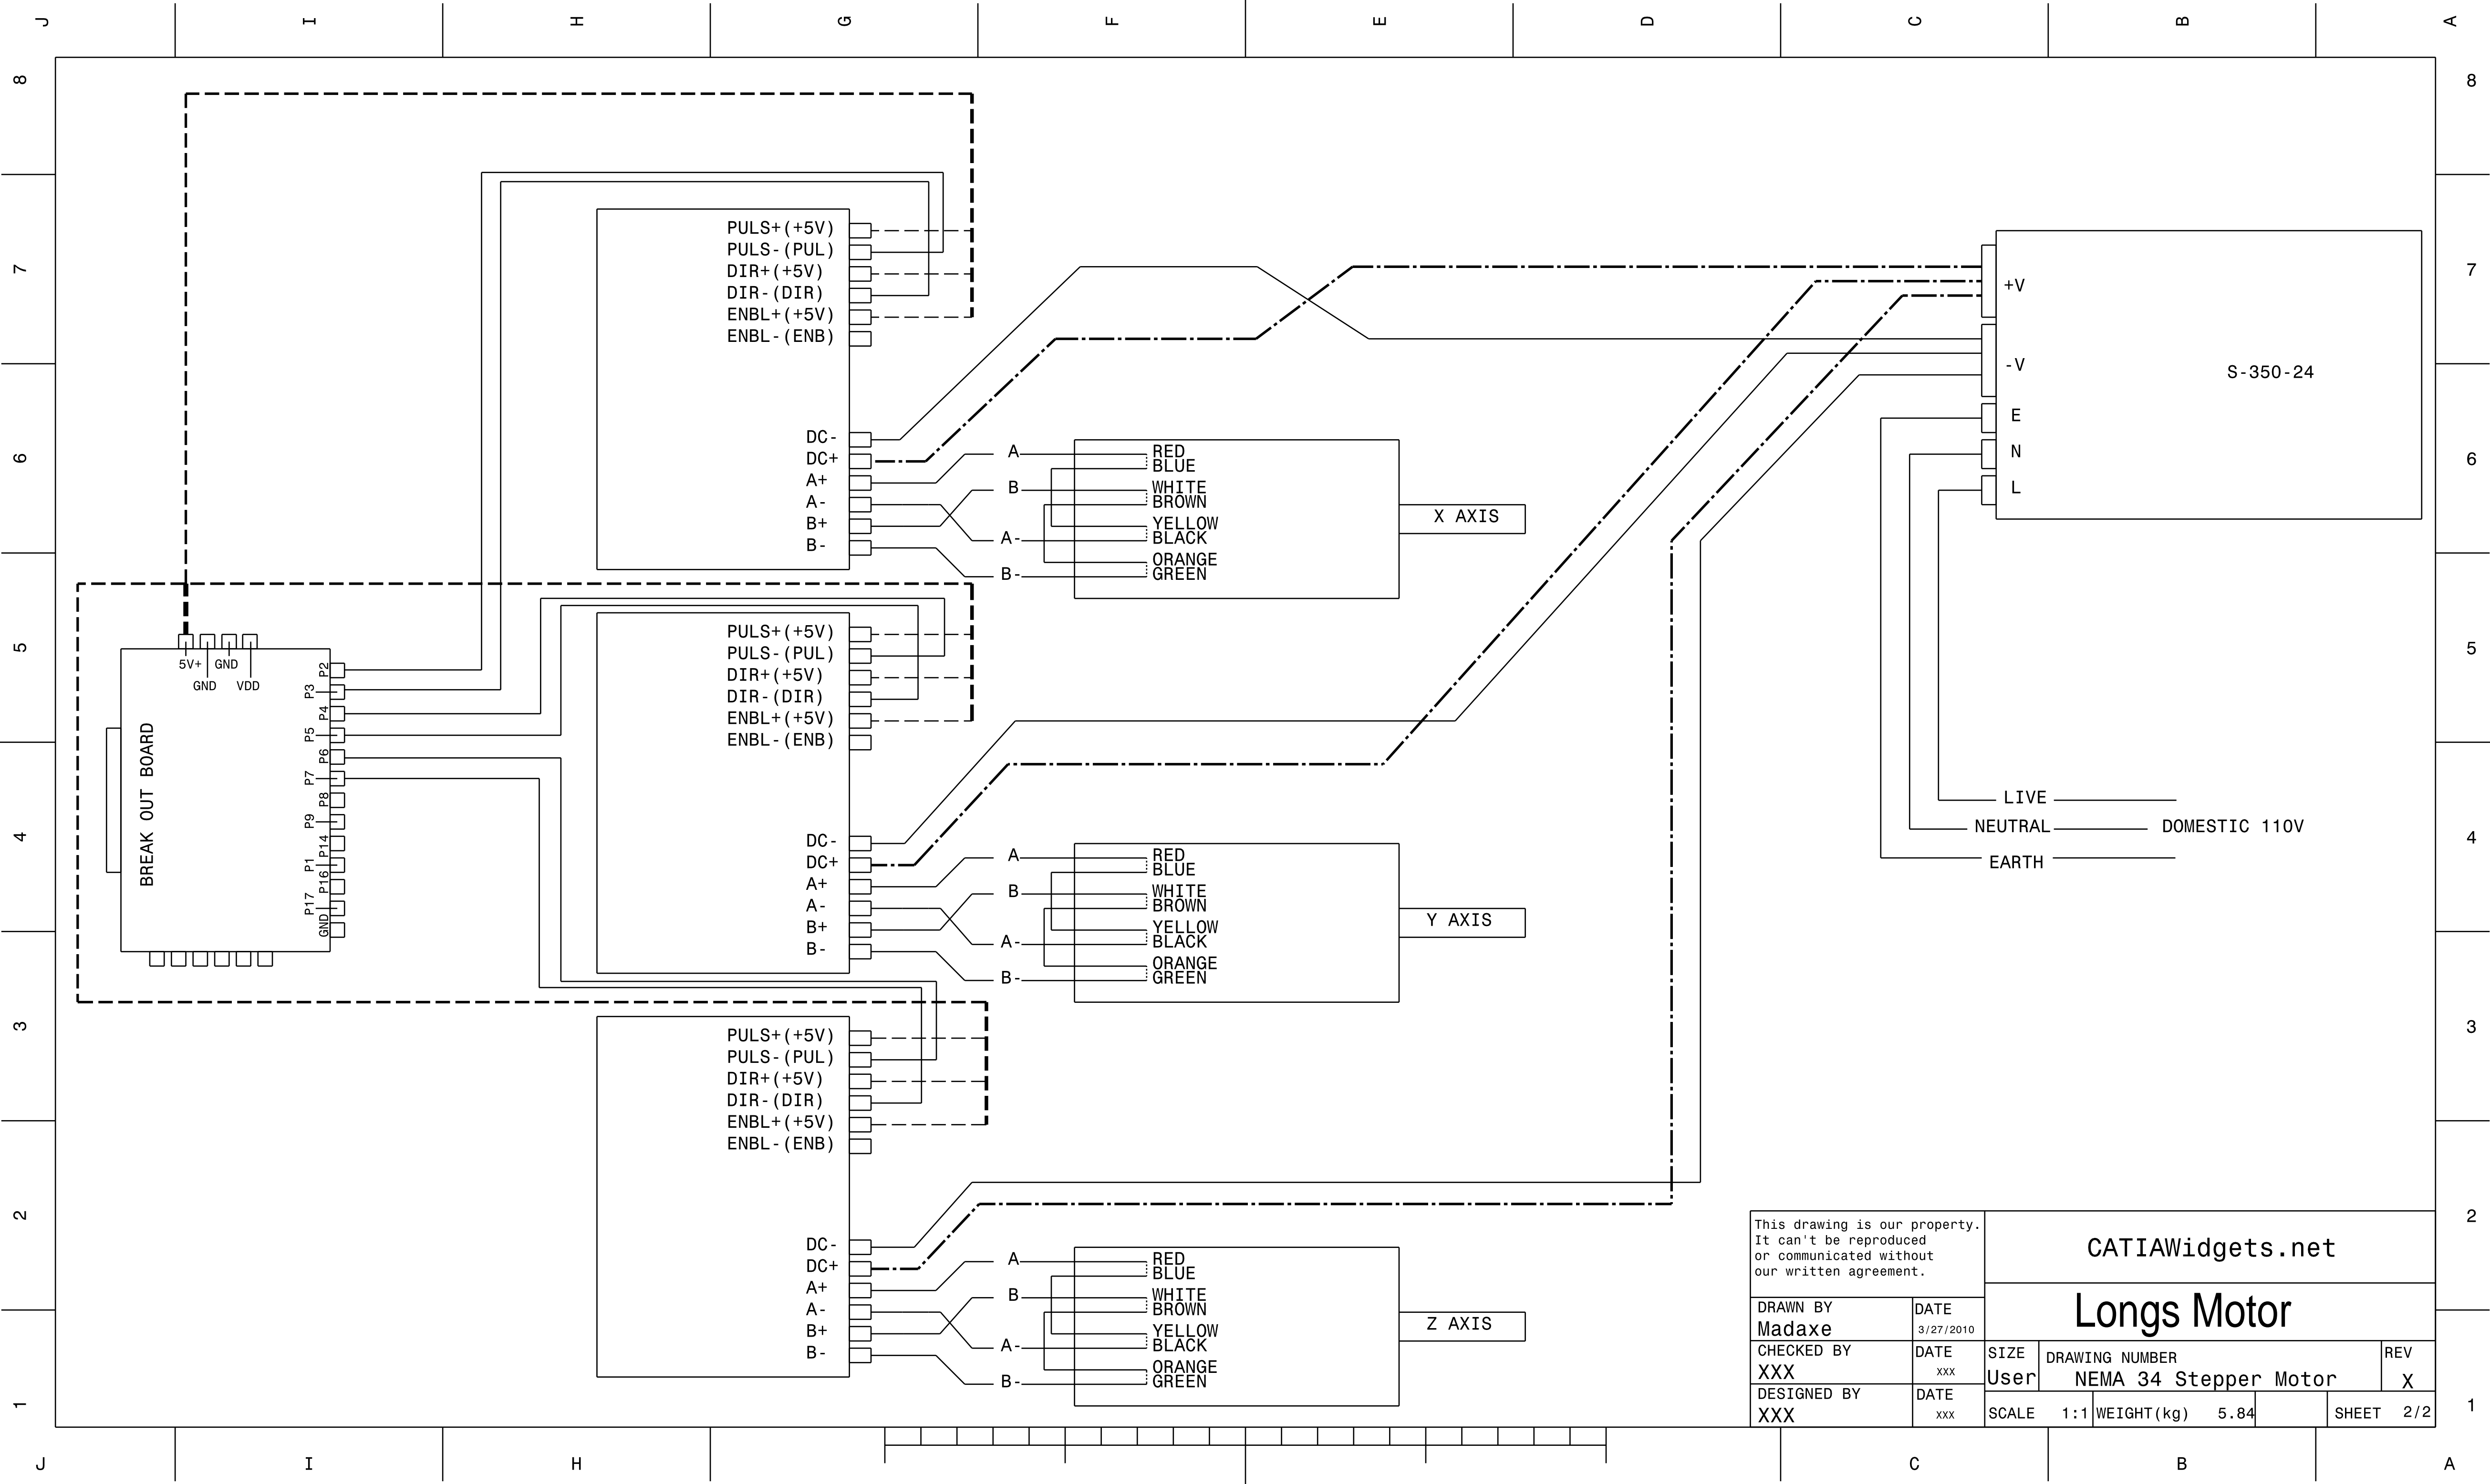 J I H G F E D C B A
8
8
PULS+(+5V)
PULS-(PUL)
DIR+(+5V)
DIR-(DIR)
ENBL+(+5V)
ENBL-(ENB)
7
7
+V
-V
S-350-24
E
N
L
DC-
DC+
A+
A-
B+
B-
6
6
A
B
A-
B-
RED
BLUE
WHITE
BROWN
YELLOW
BLACK
ORANGE
GREEN
X AXIS
5
5
5V+ GND
GND VDD
BREAK OUT BOARD
P2
P3
P4
P5
P6
P7
P8
P9
P14
P1
P16
P17
GND
PULS+(+5V)
PULS-(PUL)
DIR+(+5V)
DIR-(DIR)
ENBL+(+5V)
ENBL-(ENB)
4
4
LIVE
NEUTRAL
EARTH
DOMESTIC 110V
DC-
DC+
A+
A-
B+
B-
A
B
A-
B-
RED
BLUE
WHITE
BROWN
YELLOW
BLACK
ORANGE
GREEN
Y AXIS
3
3
PULS+(+5V)
PULS-(PUL)
DIR+(+5V)
DIR-(DIR)
ENBL+(+5V)
ENBL-(ENB)
2
2
DC-
DC+
A+
A-
B+
B-
A
B
A-
B-
RED
BLUE
WHITE
BROWN
YELLOW
BLACK
ORANGE
GREEN
Z AXIS
1
1
This drawing is our property.
It can't be reproduced
or communicated without
our written agreement.
CATIAWidgets.net
Longs Motor
DRAWN BY
Madaxe
DATE
3/27/2010
CHECKED BY
XXX
DATE
XXX
DESIGNED BY
XXX
DATE
XXX
SIZE
User
DRAWING NUMBER
NEMA 34 Stepper Motor
REV
X
SCALE 1:1
WEIGHT(kg) 5.84
SHEET 2/2
J I H C B A